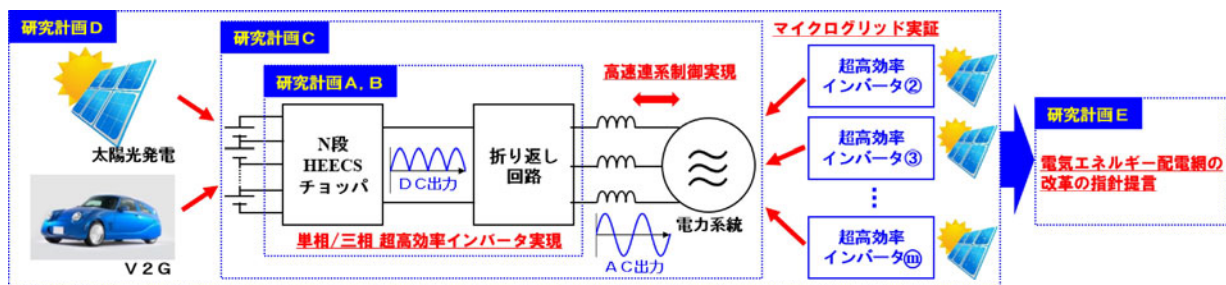 研究計画D
太陽光発電
V2G
研究計画C
研究計画A, B
N段
HEECS
チョッパ
DC出力
折り返し
回路
単相/三相 超高効率インバータ実現
高速連系制御実現
電力系統
AC出力
マイクログリッド実証
超高効率
インバータ②
超高効率
インバータ③
⋮
超高効率
インバータⓜ
研究計画E
電気エネルギー配電網の
改革の指針提言